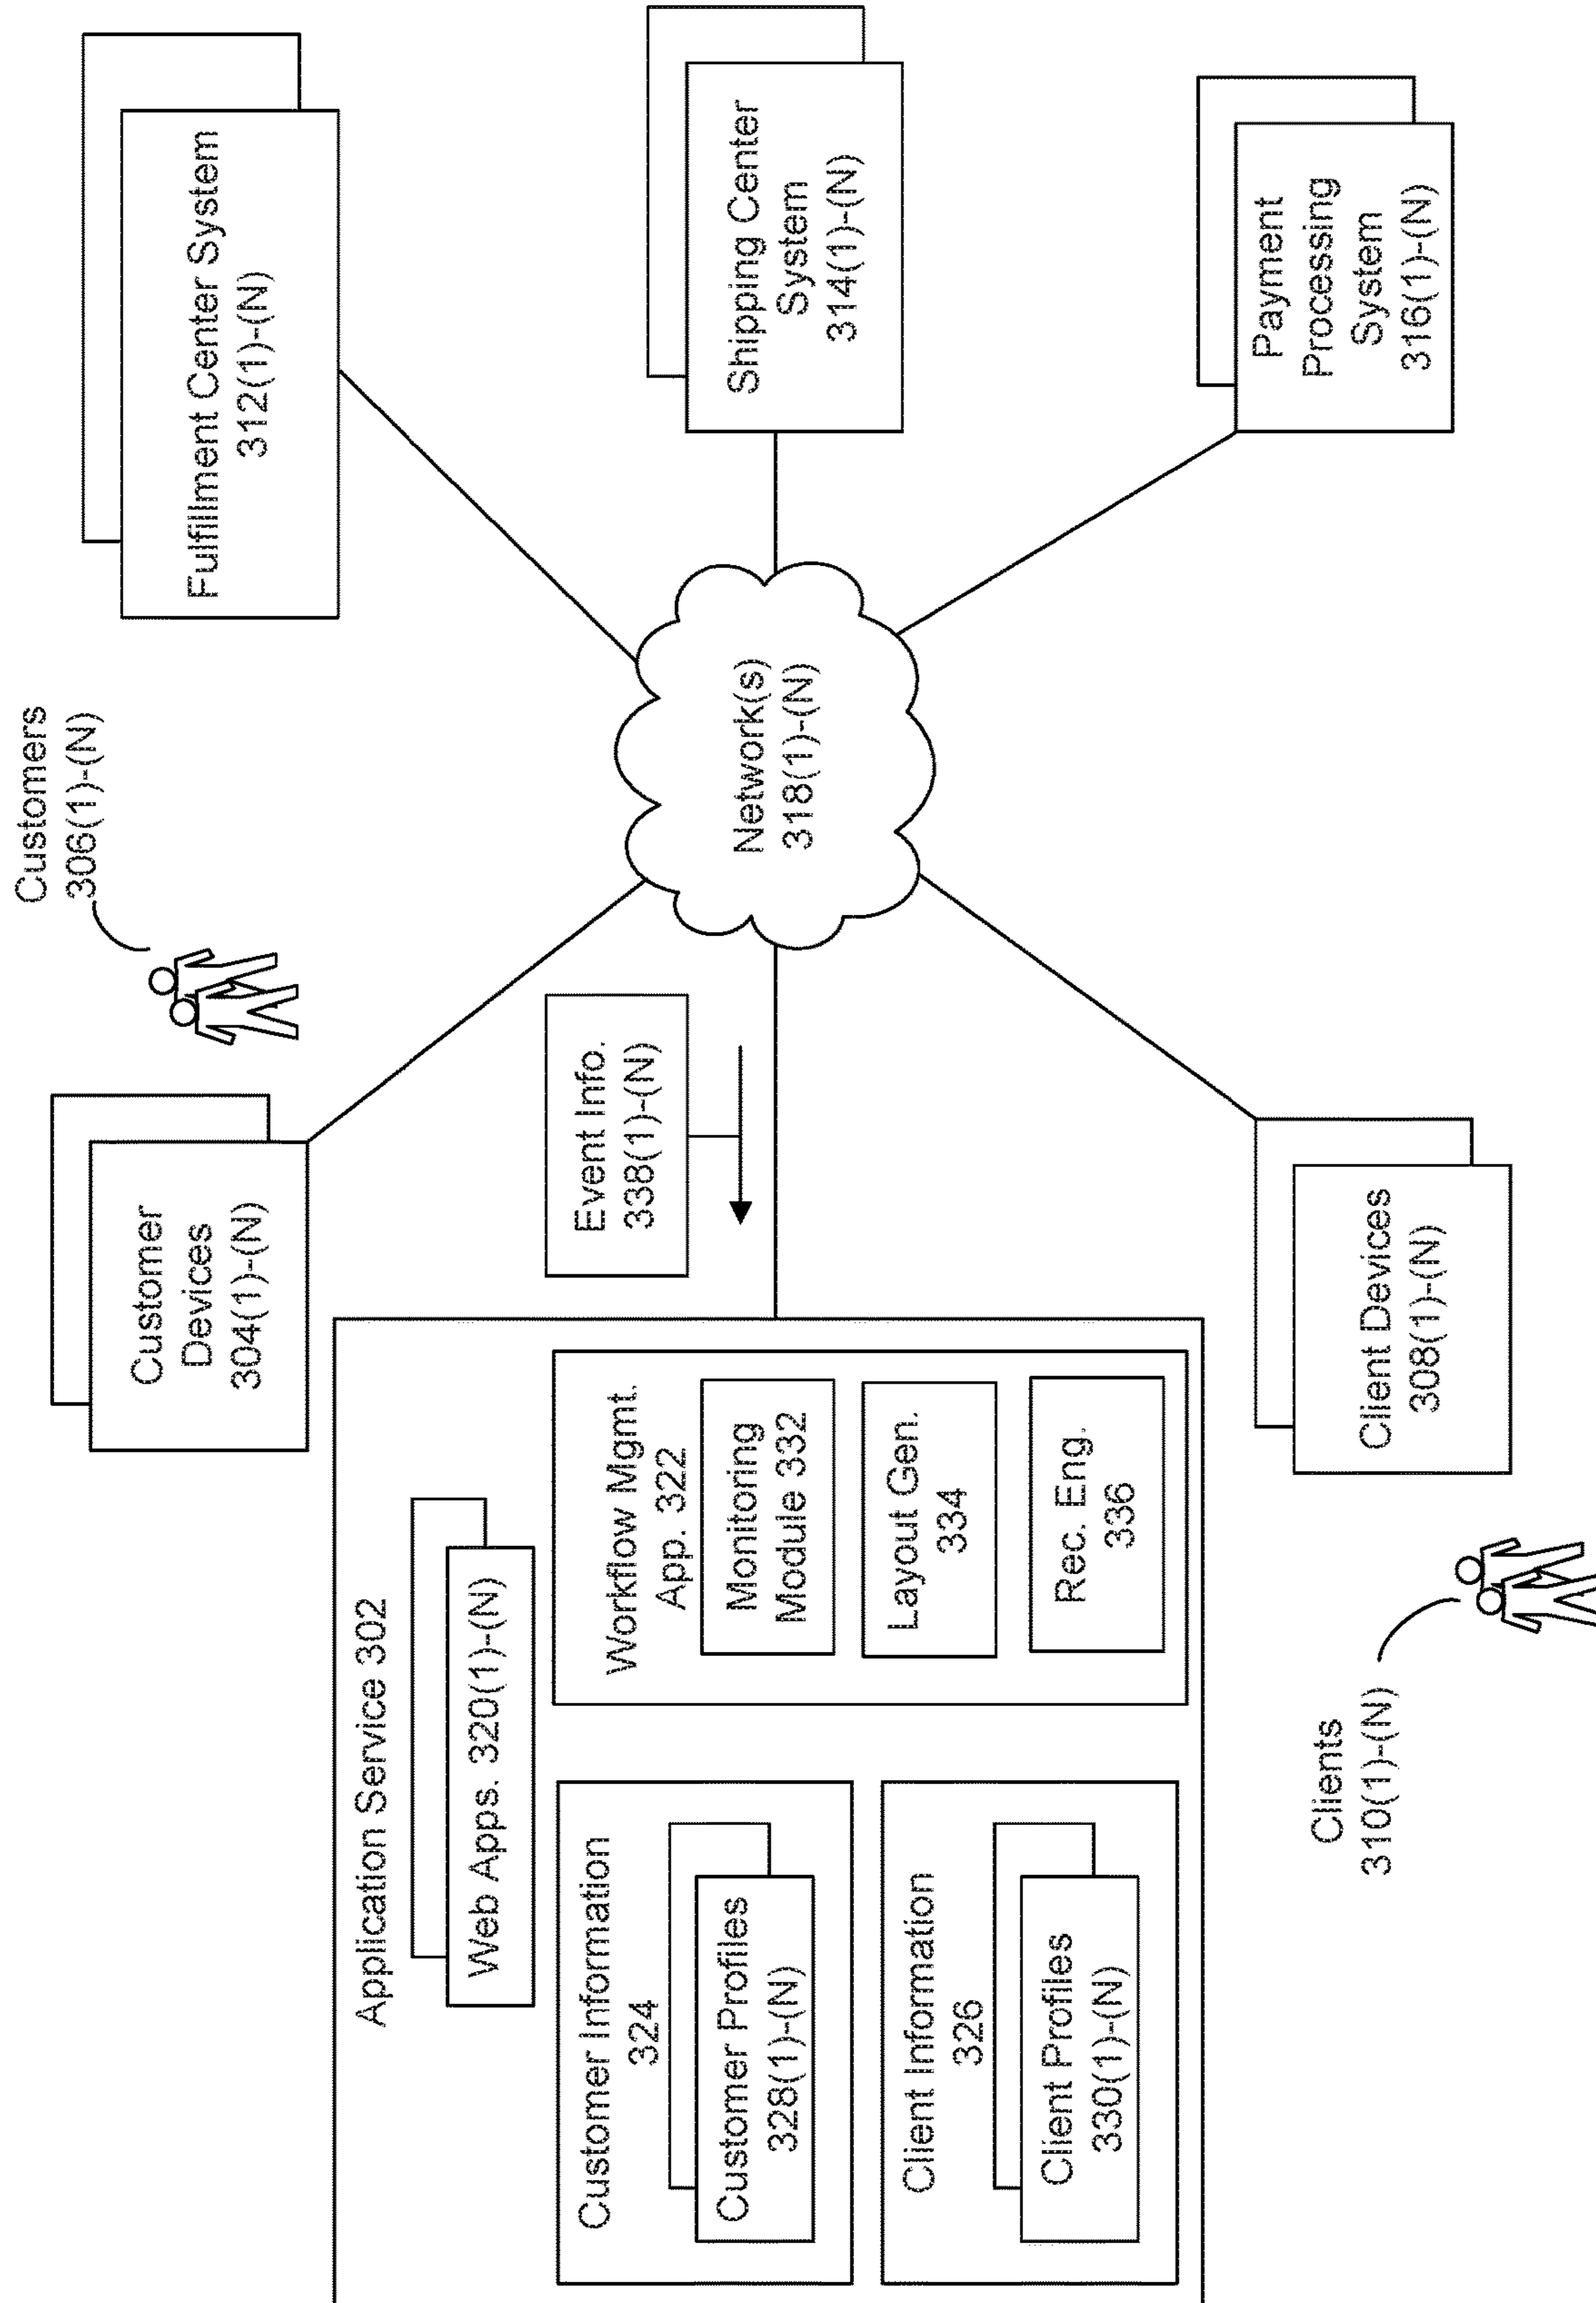 Customers
306(1)-(N)
Customer
Devices
304(1)-(N)
Fulfillment Center System
312(1)-(N)
Application Service 302
Web Apps. 320(1)-(N)
Customer Information
324
Customer Profiles
328(1)-(N)
Client Information
326
Client Profiles
330(1)-(N)
Workflow Mgmt.
App. 322
Monitoring
Module 332
Layout Gen.
334
Rec. Eng.
336
Event Info.
338(1)-(N)
Network(s)
318(1)-(N)
Shipping Center
System
314(1)-(N)
Payment
Processing
System
316(1)-(N)
Clients
310(1)-(N)
Client Devices
308(1)-(N)